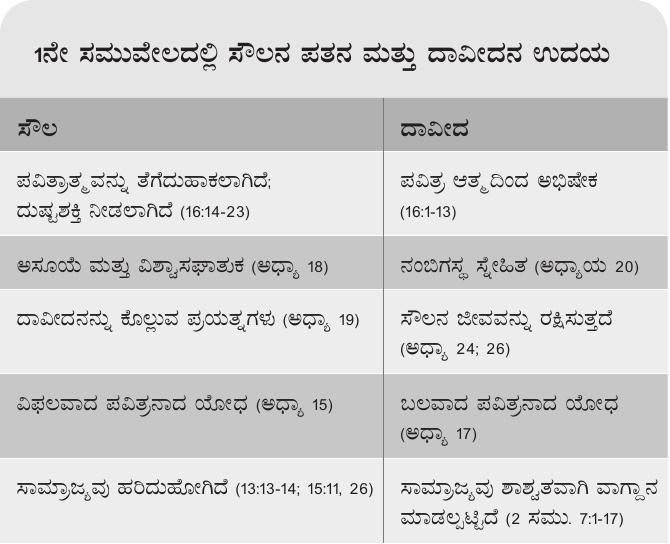 1ನೇ ಸಮುವೇಲದಲ್ಲಿ ಸೌಲನ ಪತನ ಮತ್ತು ದಾವೀದನ ಉದಯ
ಸೌಲ
ದಾವೀದ
ಪವಿತ್ರಾತ್ಮವನ್ನು ತೆಗೆದುಹಾಕಲಾಗಿದೆ;
ದುಷ್ಟಶಕ್ತಿ ನೀಡಲಾಗಿದೆ (16:14-23)
ಪವಿತ್ರ ಆತ್ಮದಿಂದ ಅಭಿಷೇಕ
(16:1-13)
ಅಸೂಯೆ ಮತ್ತು ವಿಶ್ವಾಸಘಾತುಕ (ಅಧ್ಯಾ 18)
ನಂಬಿಗಸ್ಥ ಸ್ನೇಹಿತ (ಅಧ್ಯಾಯ 20)
ದಾವೀದನನ್ನು ಕೊಲ್ಲುವ ಪ್ರಯತ್ನಗಳು (ಅಧ್ಯಾ 19)
ಸೌಲನ ಜೀವವನ್ನು ರಕ್ಷಿಸುತ್ತದೆ
(ಅಧ್ಯಾ 24; 26)
ವಿಫಲವಾದ ಪವಿತ್ರನಾದ ಯೋಧ (ಅಧ್ಯಾ 15)
ಬಲವಾದ ಪವಿತ್ರನಾದ ಯೋಧ
(ಅಧ್ಯಾ 17)
ಸಾಮ್ರಾಜ್ಯವು ಹರಿದುಹೋಗಿದೆ (13:13-14; 15:11, 26)
ಸಾಮ್ರಾಜ್ಯವು ಶಾಶ್ವತವಾಗಿ ವಾಗ್ದಾನ
ಮಾಡಲ್ಪಟ್ಟಿದೆ (2 ಸಮು. 7:1-17)